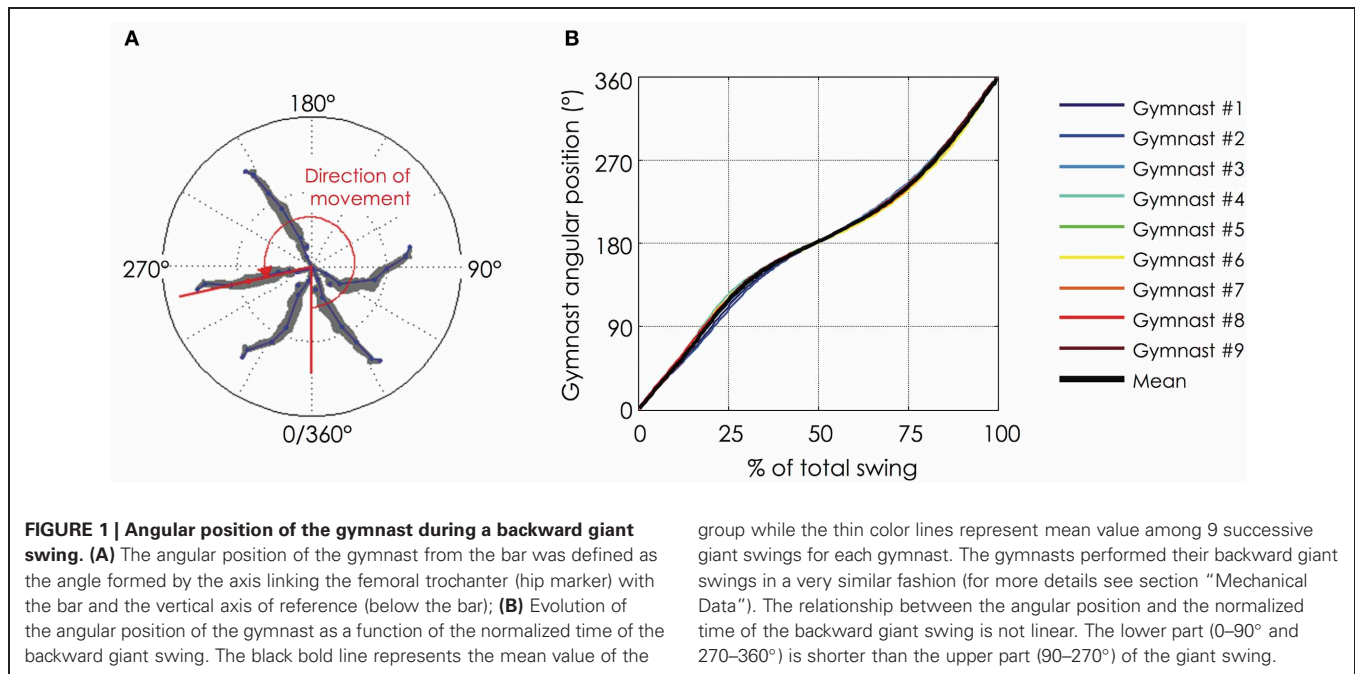 A
180°
Direction of
movement
270°
90°
0/360°
B
Gymnast angular position (°)
360
270
180
90
0
0
25
50
75
100
% of total swing
Gymnast #1
Gymnast #2
Gymnast #3
Gymnast #4
Gymnast #5
Gymnast #6
Gymnast #7
Gymnast #8
Gymnast #9
Mean
FIGURE 1 | Angular position of the gymnast during a backward giant
swing. (A) The angular position of the gymnast from the bar was defined as
the angle formed by the axis linking the femoral trochanter (hip marker) with
the bar and the vertical axis of reference (below the bar); (B) Evolution of
the angular position of the gymnast as a function of the normalized time of the
backward giant swing. The black bold line represents the mean value of the
group while the thin color lines represent mean value among 9 successive
giant swings for each gymnast. The gymnasts performed their backward giant
swings in a very similar fashion (for more details see section “Mechanical
Data”). The relationship between the angular position and the normalized
time of the backward giant swing is not linear. The lower part (0–90° and
270–360°) is shorter than the upper part (90–270°) of the giant swing.